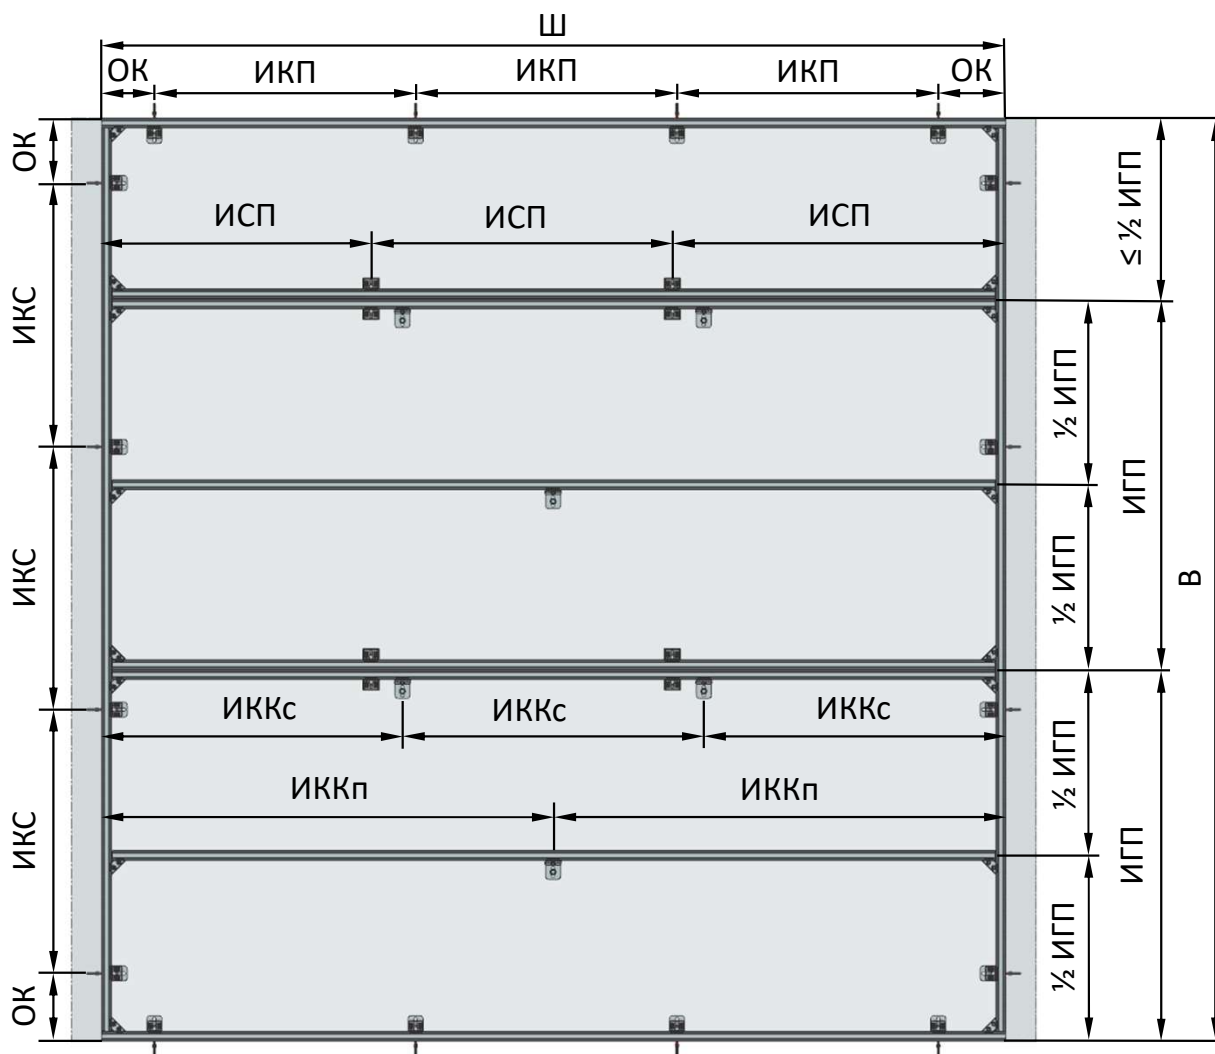 Ш
ОК ИКП ИКП ИКП ОК
ОК
≤ ½ ИГП
ИСП ИСП ИСП
ИКС
½ ИГП
ИГП
ИКС
½ ИГП
В
ИККс ИККс ИККс
½ ИГП
ИККп ИККп
ИКС
ИГП
½ ИГП
ОК